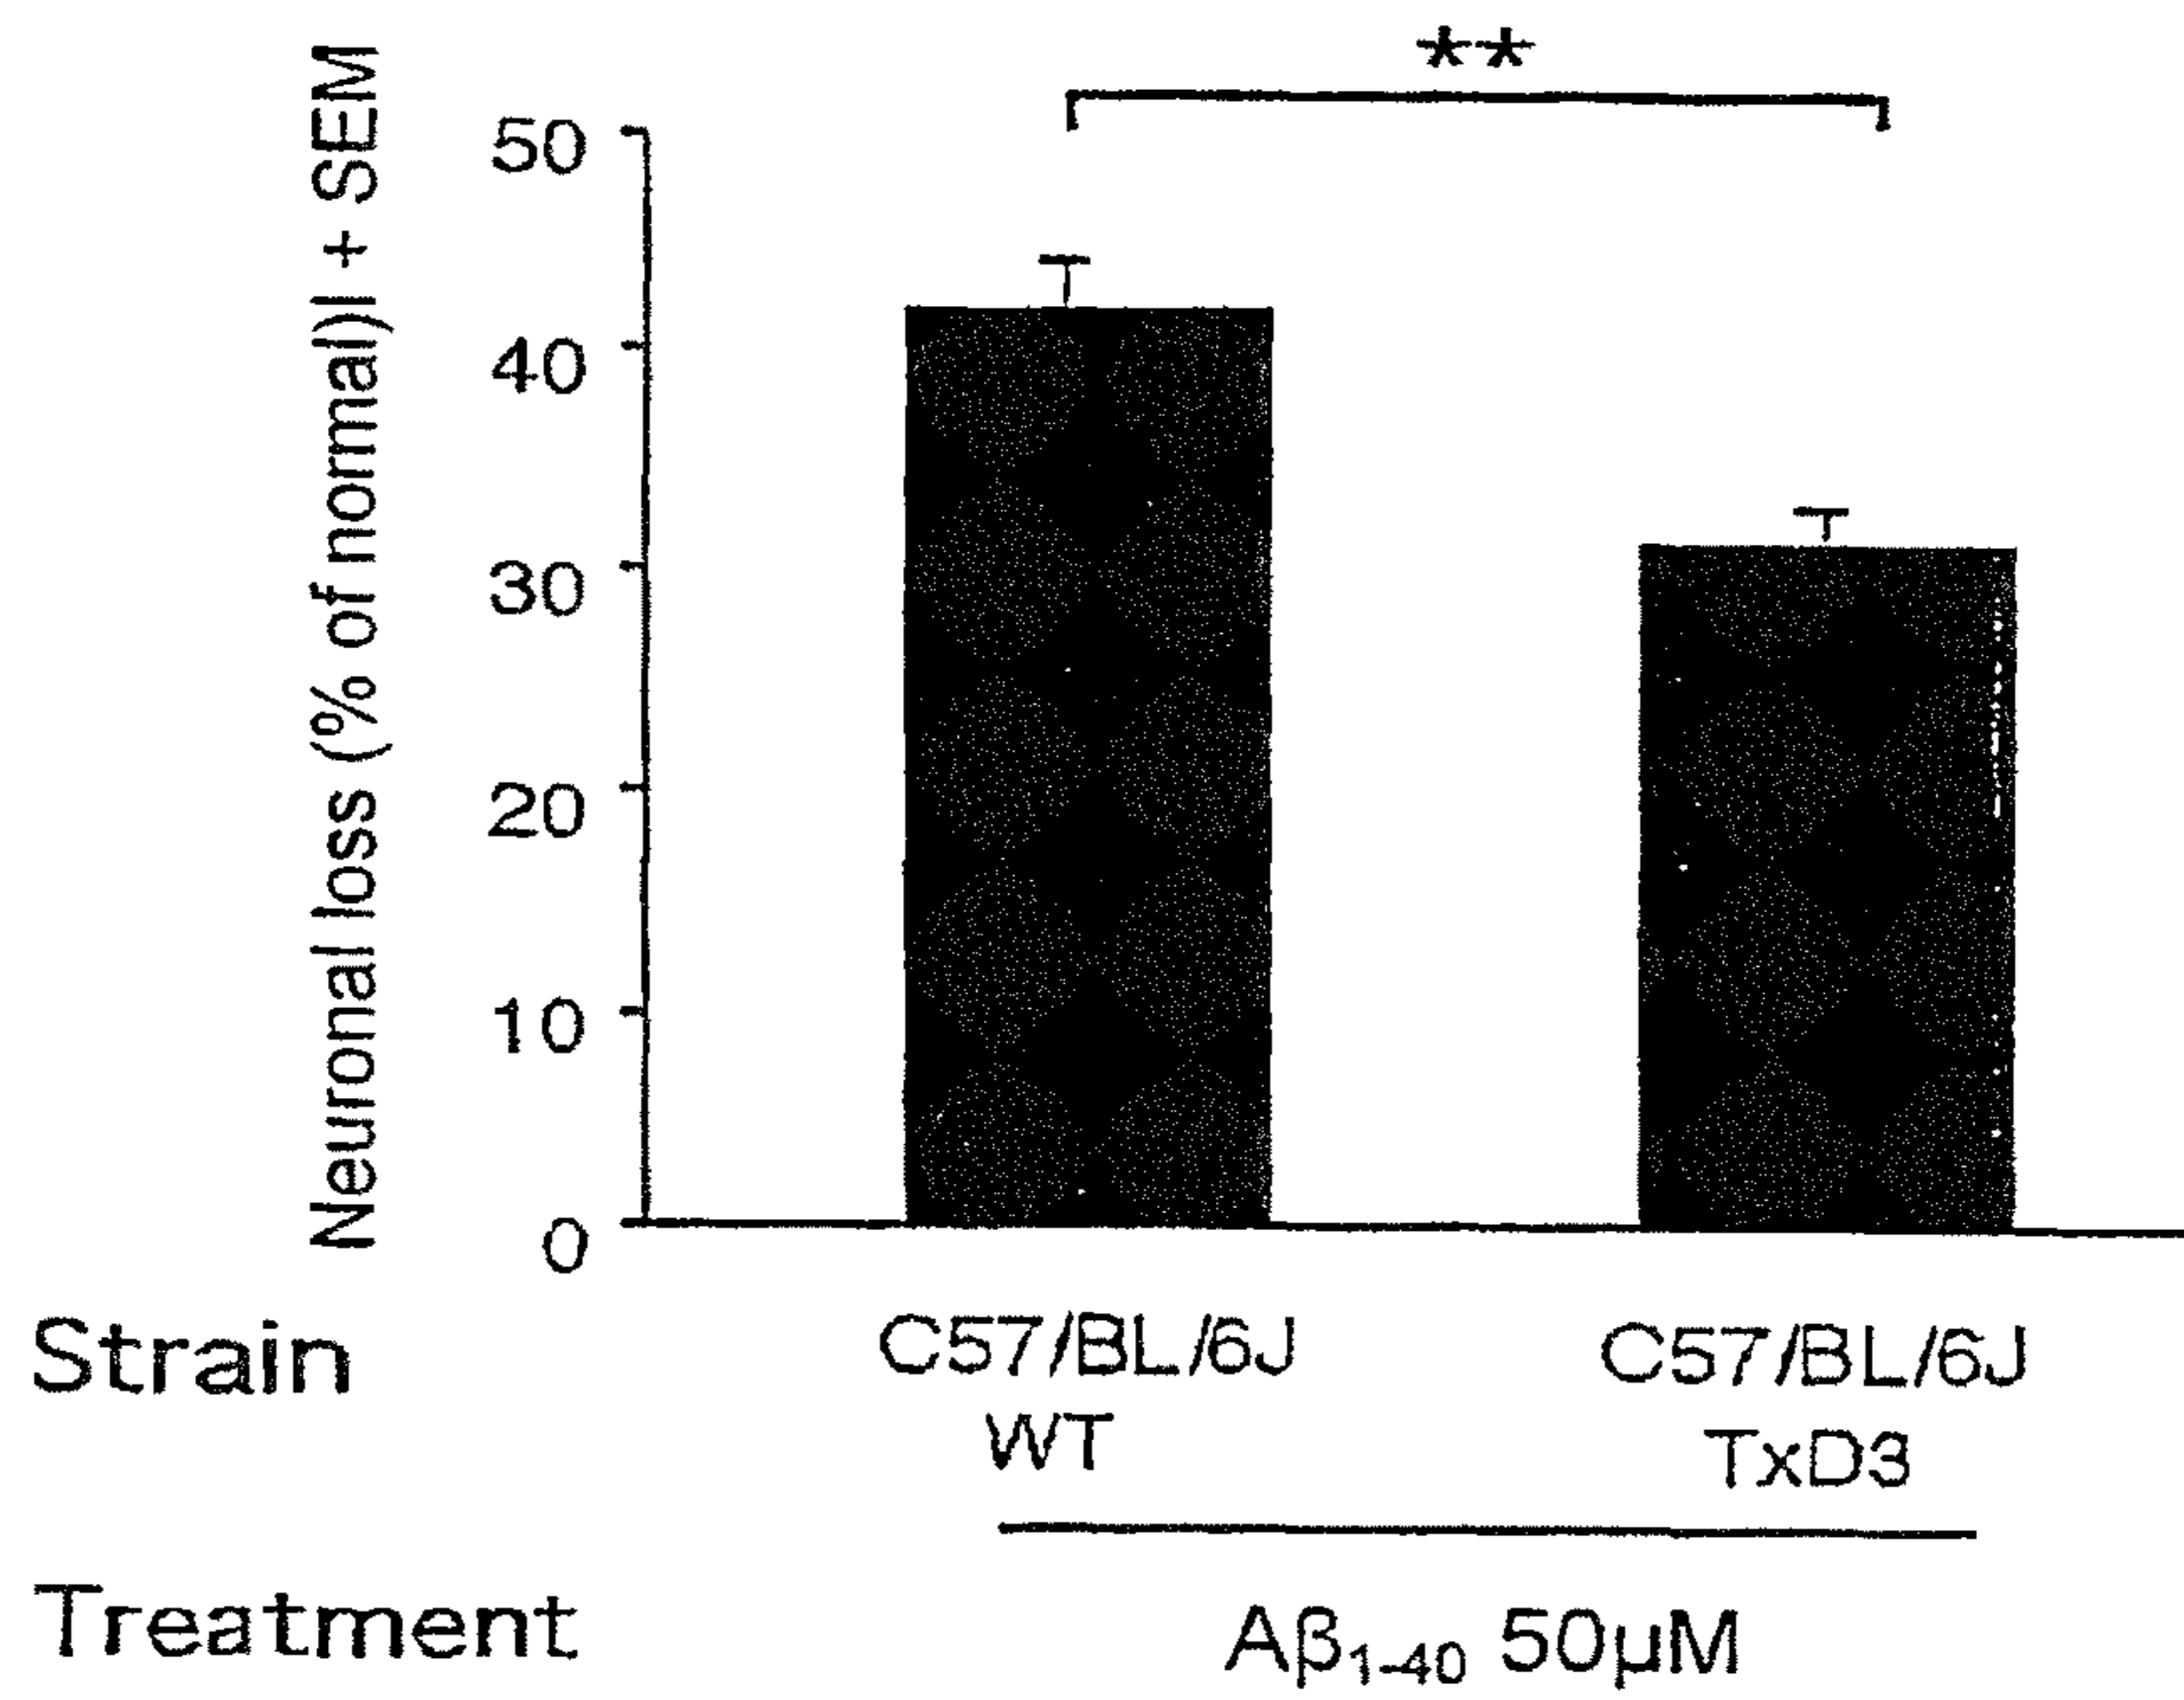 **
Neuronal loss (% of normal)l + SEM
50
40
30
20
10
0
Strain
C57/BL/6J
WT
C57/BL/6J
TxD3
Treatment
Aβ₁₋₄₀ 50µM